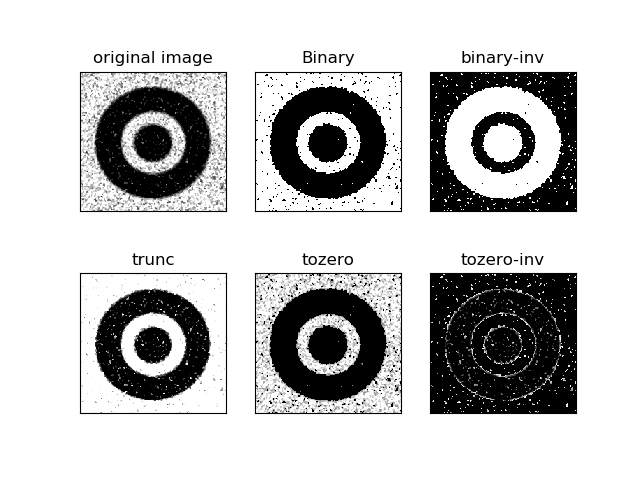 original image
Binary
binary-inv
trunc
tozero
tozero-inv